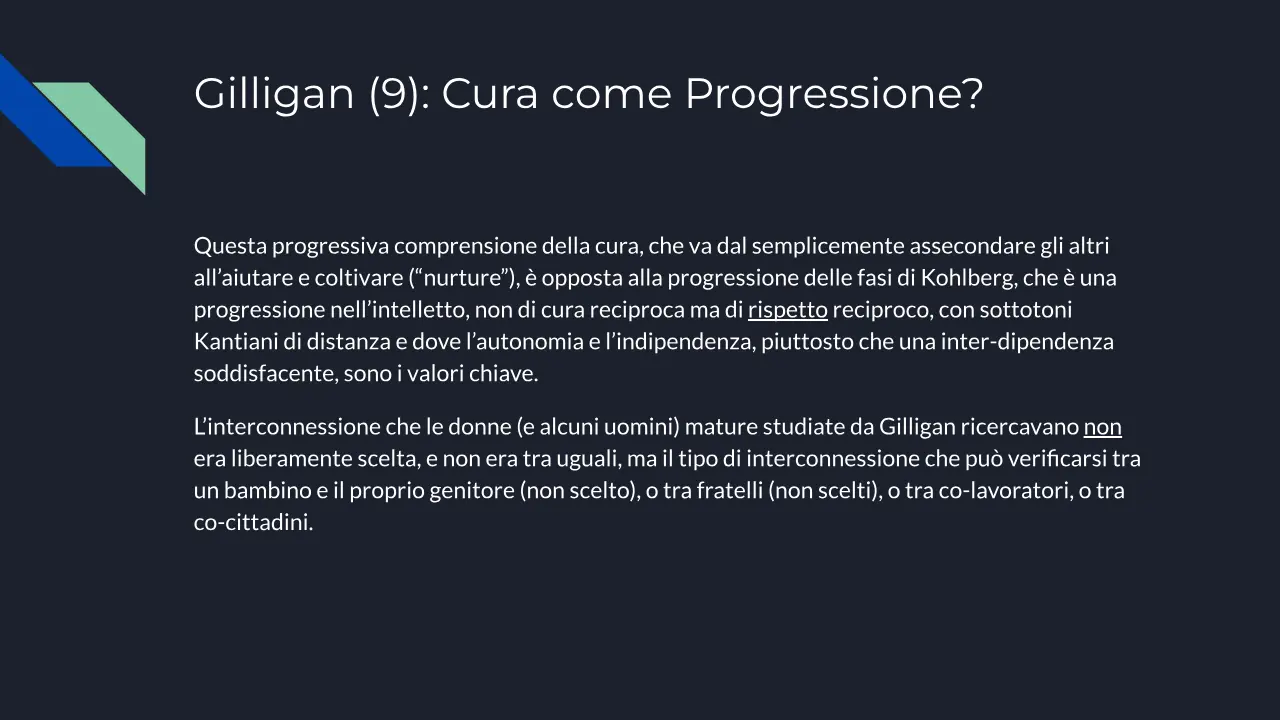 Gilligan (9): Cura come Progressione?
Questa progressiva comprensione della cura, che va dal semplicemente assecondare gli altri
all’aiutare e coltivare (“nurture”), è opposta alla progressione delle fasi di Kohlberg, che è una
progressione nell’intelletto, non di cura reciproca ma di rispetto reciproco, con sottotoni
Kantiani di distanza e dove l’autonomia e l’indipendenza, piuttosto che una inter-dipendenza
soddisfacente, sono i valori chiave.
L’interconnessione che le donne (e alcuni uomini) mature studiate da Gilligan ricercavano non
era liberamente scelta, e non era tra uguali, ma il tipo di interconnessione che può verificarsi tra
un bambino e il proprio genitore (non scelto), o tra fratelli (non scelti), o tra co-lavoratori, o tra
co-cittadini.